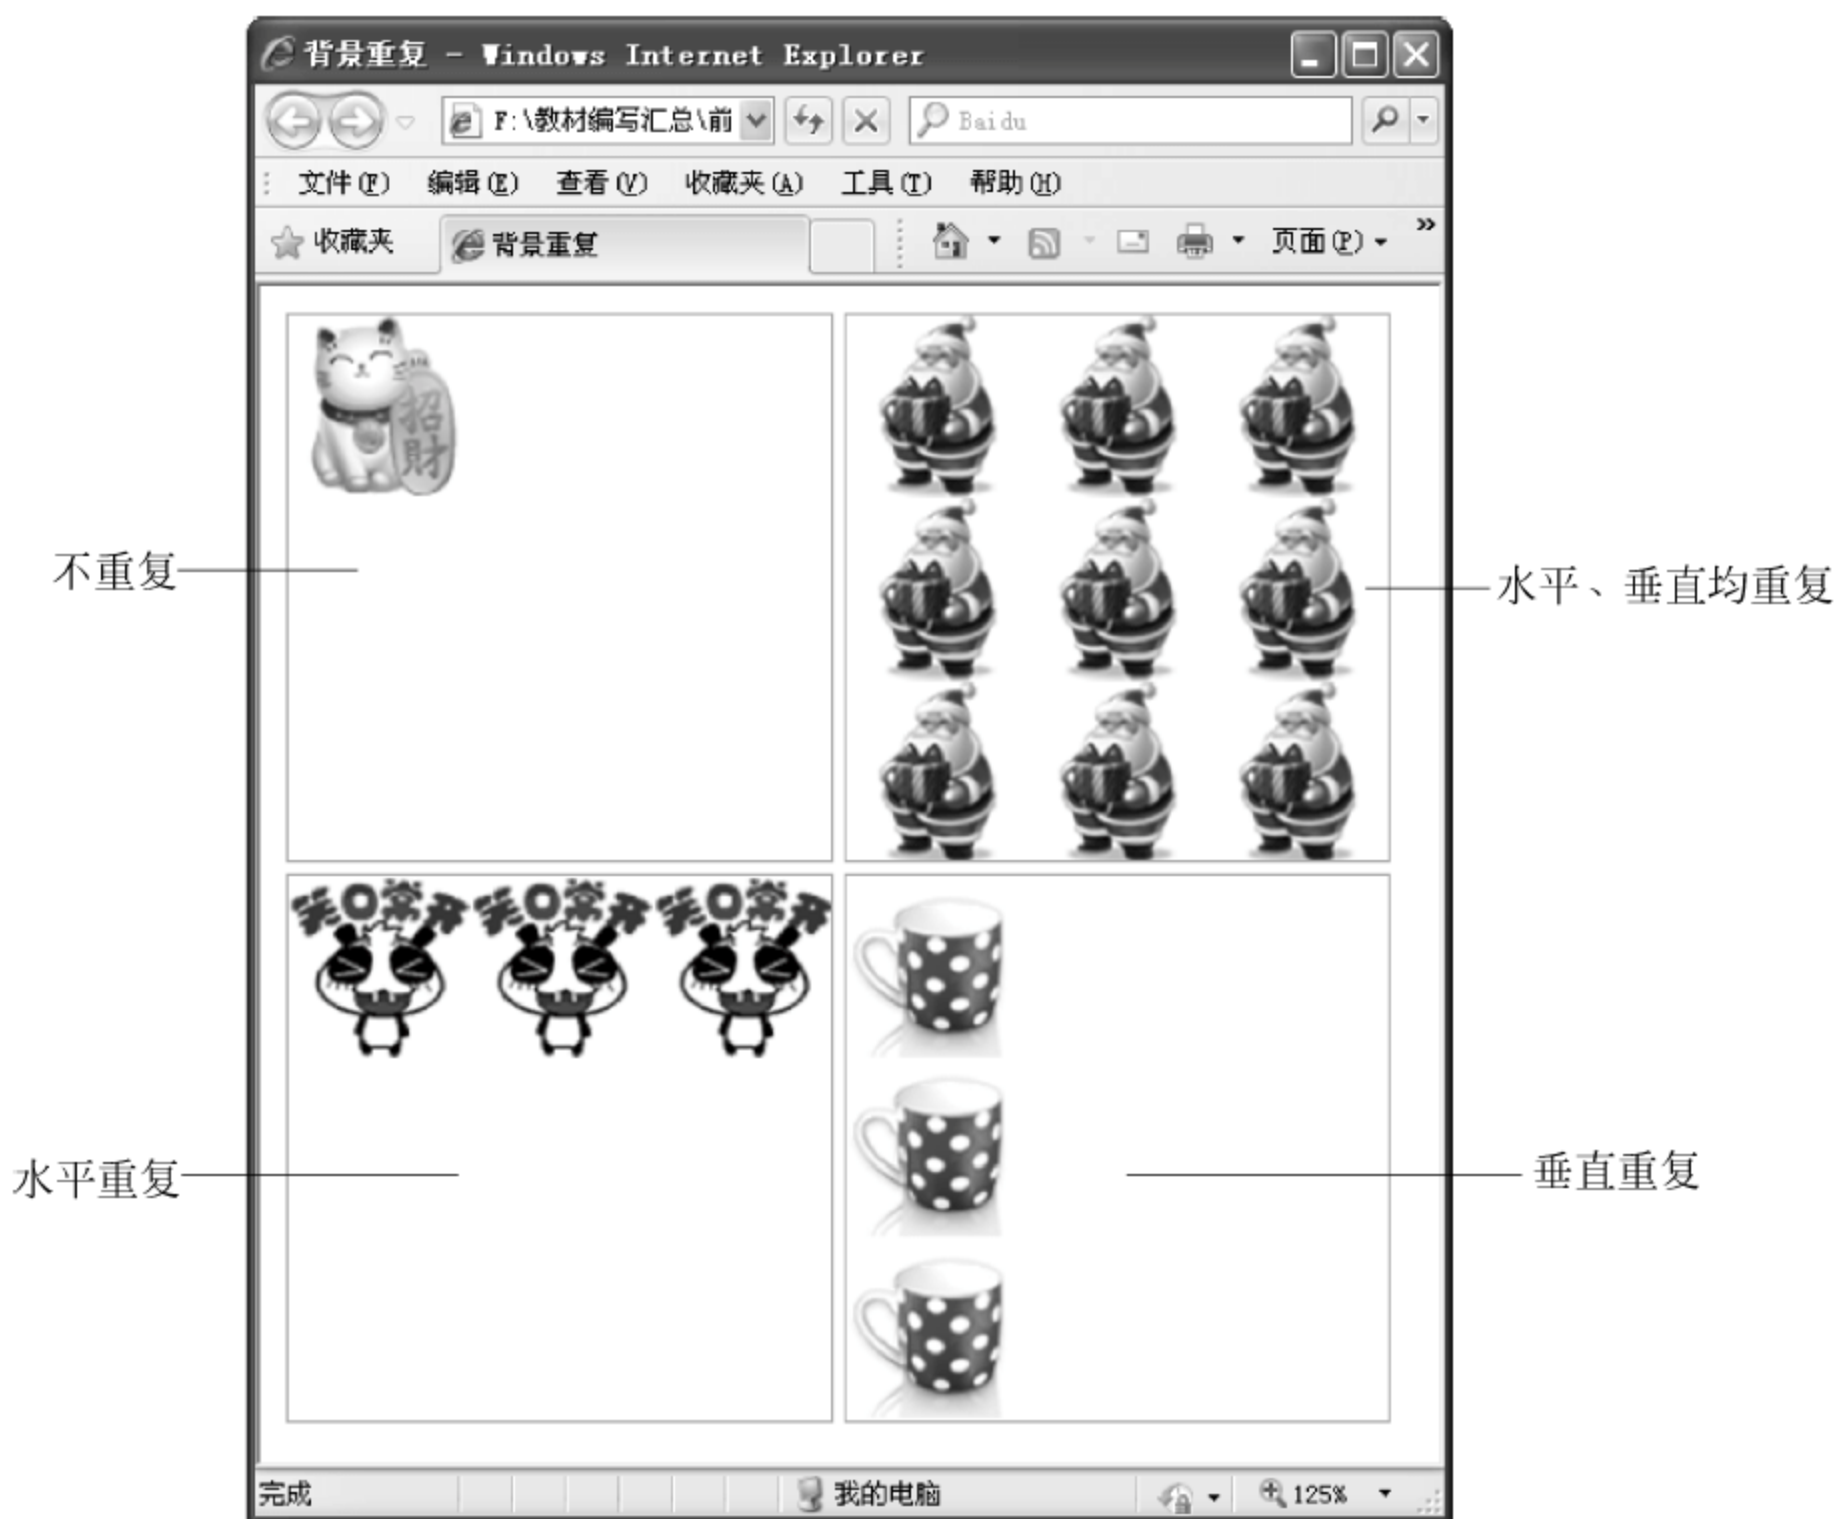 背景重复 - Windows Internet Explorer
F:\教材编写汇总\前
Baidu
文件(F) 编辑(E) 查看(V) 收藏夹(A) 工具(T) 帮助(H)
收藏夹 背景重复 页面(P) »
招財
不重复
水平、垂直均重复
笑口常开 笑口常开 笑口常开
水平重复
垂直重复
完成 我的电脑 125%